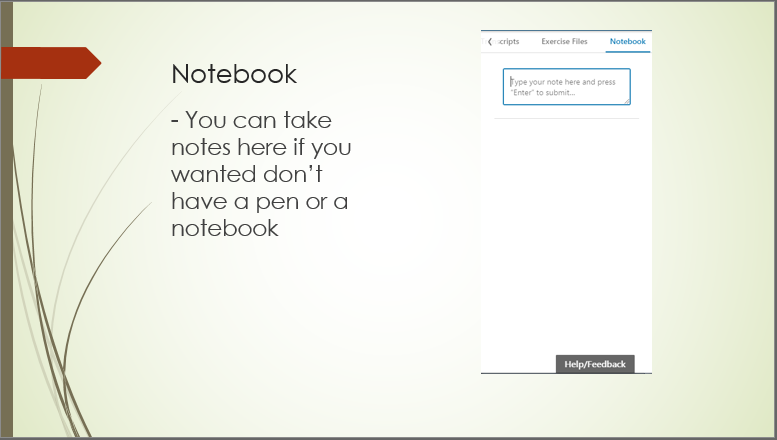 Notebook
- You can take
notes here if you
wanted don't
have a pen or a
notebook
Exercise Files Notebook
Type your note here and press
"Enter" to submit...
Help/Feedback